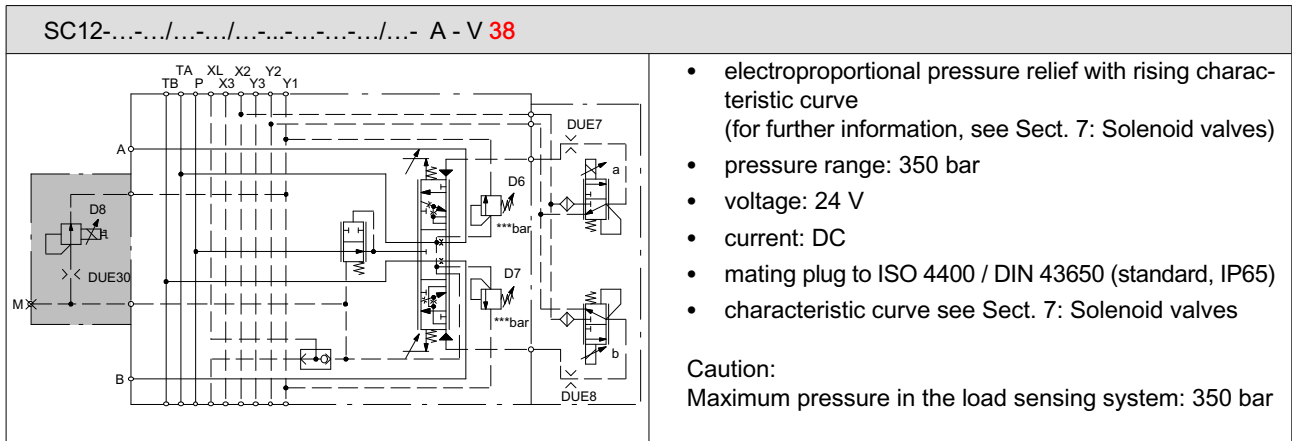 SC12-...-.../...-.../...-...-...-...-.../...- A - V 38
TA XL X2 Y2
TB P X3 Y3 Y1
DUE7
A
a
D6
D8
***bar
DUE30
D7
M
***bar
b
B
DUE8
• electroproportional pressure relief with rising charac-
teristic curve
(for further information, see Sect. 7: Solenoid valves)
• pressure range: 350 bar
• voltage: 24 V
• current: DC
• mating plug to ISO 4400 / DIN 43650 (standard, IP65)
• characteristic curve see Sect. 7: Solenoid valves
Caution:
Maximum pressure in the load sensing system: 350 bar